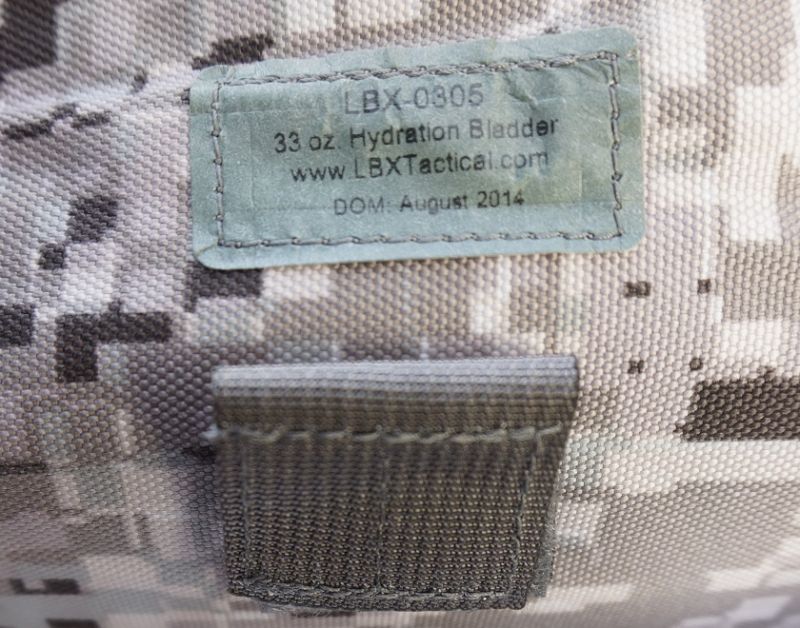 LBX-0305
33 oz. Hydration Bladder
www.LBXTactical.com
DOM: August 2014